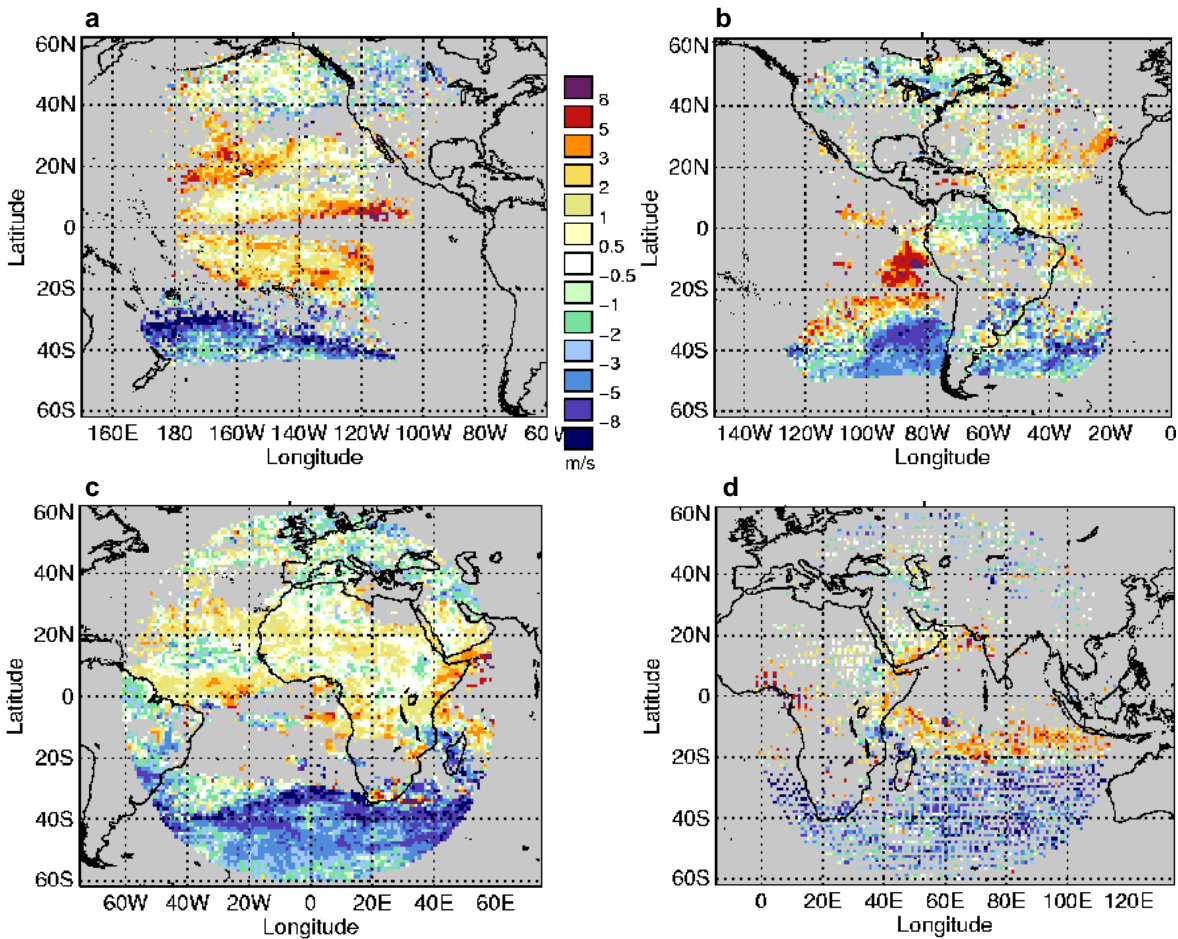 a
60N
40N
20N
0
20S
40S
60S
Latitude
160E 180 160W 140W 120W 100W 80W 60 W
Longitude
8
5
3
2
1
0.5
−0.5
−1
−2
−3
−5
−8
m/s
b
60N
40N
20N
0
20S
40S
60S
Latitude
140W 120W 100W 80W 60W 40W 20W 0
Longitude
c
60N
40N
20N
0
20S
40S
60S
Latitude
60W 40W 20W 0 20E 40E 60E
Longitude
d
60N
40N
20N
0
20S
40S
60S
Latitude
0 20E 40E 60E 80E 100E 120E
Longitude